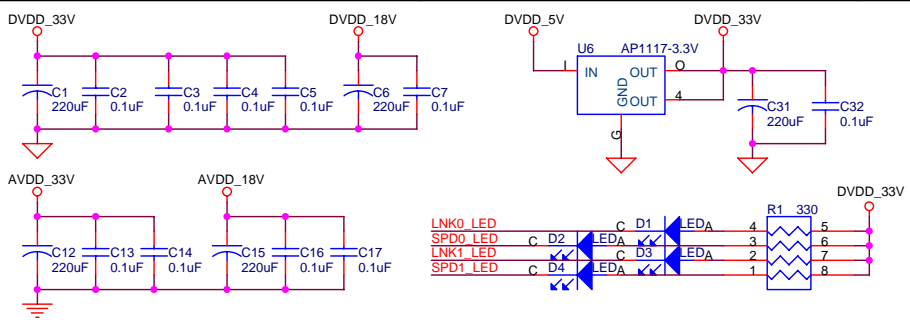 DVDD_33V DVDD_18V DVDD_5V DVDD_33V
U6 AP1117-3.3V
I IN OUT O
GND
OUT 4
G
C1 C2 C3 C4 C5 C6 C7
220uF 0.1uF 0.1uF 0.1uF 0.1uF 220uF 0.1uF
C31 C32
220uF 0.1uF
AVDD_33V AVDD_18V
C12 C13 C14 C15 C16 C17
220uF 0.1uF 0.1uF 220uF 0.1uF 0.1uF
DVDD_33V
R1 330
LNK0_LED C D1 LED A 4 5
SPD0_LED C D2 LED A 3 6
LNK1_LED C D3 LED A 2 7
SPD1_LED C D4 LED A 1 8